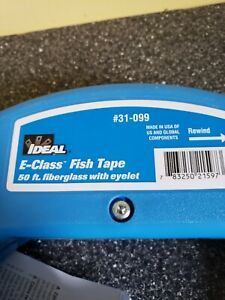 #31-099
IDEAL
MADE IN USA OF
US AND GLOBAL
COMPONENTS
Rewind
E-Class™ Fish Tape
50 ft. fiberglass with eyelet
7 83250 21597